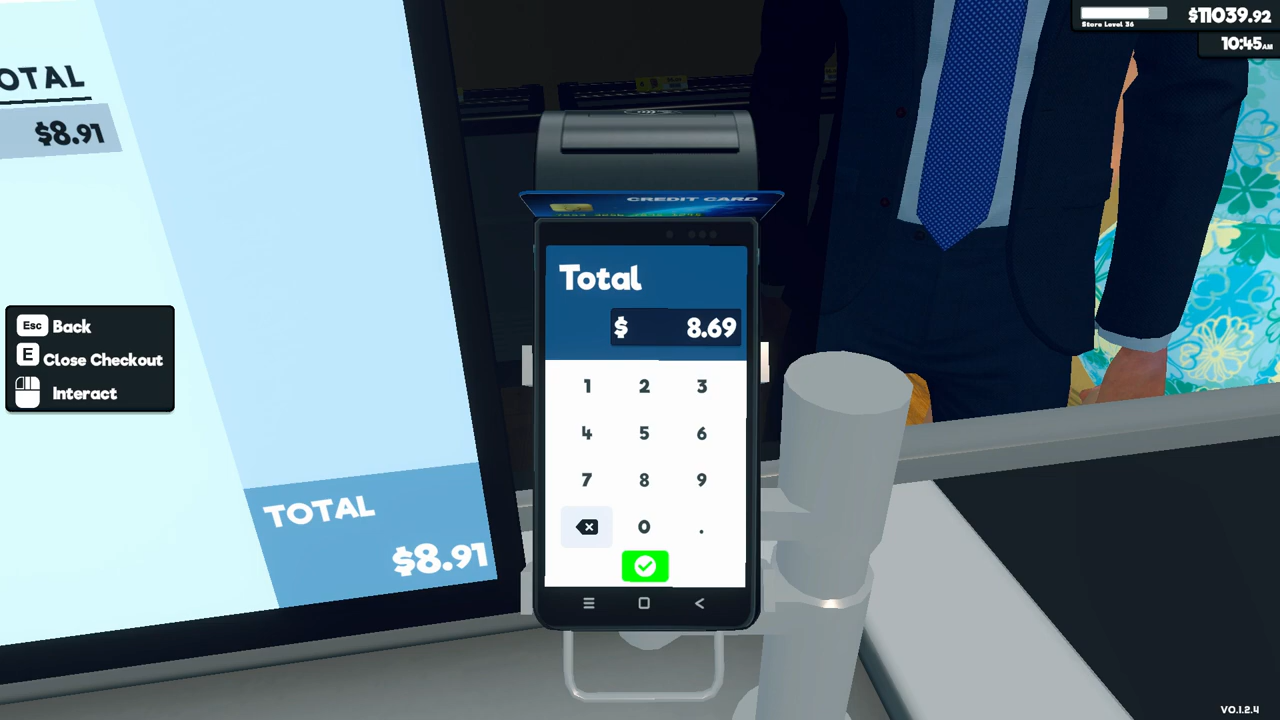 OTAL
$8.91
TOTAL
$8.91
Esc Back
E Close Checkout
Interact
CREDIT CARD
Total
$ 8.69
1 2 3
4 5 6
7 8 9
0 .
$11039.92
Store Level 36
10:45AM
V0.1.2.4